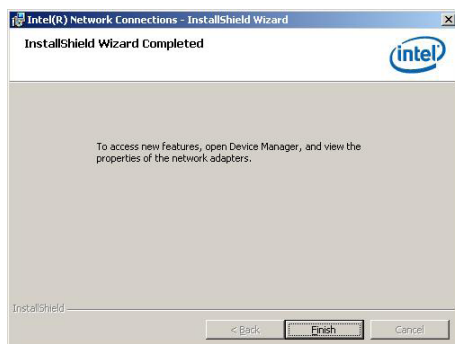 Intel(R) Network Connections - InstallShield Wizard
InstallShield Wizard Completed
intel
To access new features, open Device Manager, and view the
properties of the network adapters.
InstallShield
< Back
Finish
Cancel